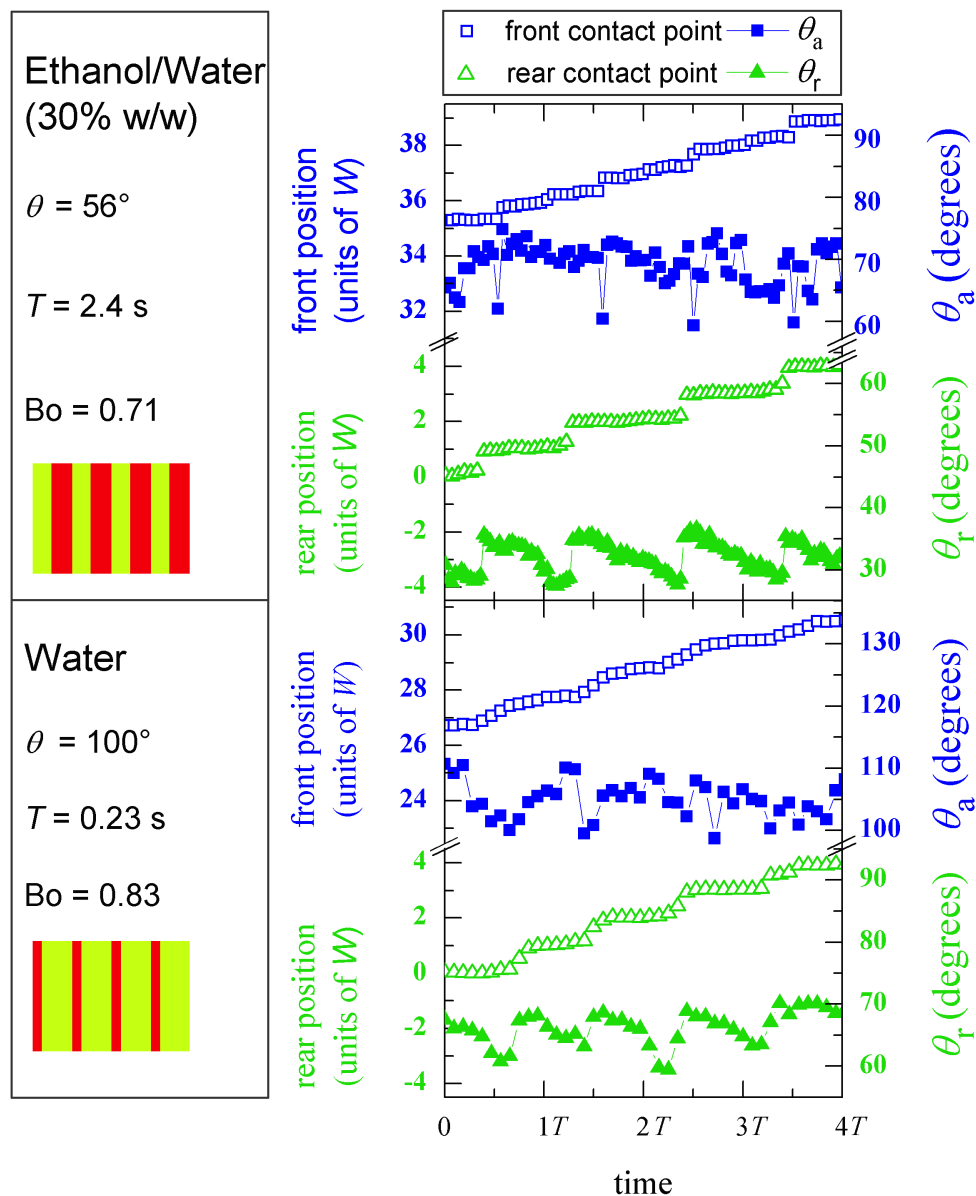 Ethanol/Water
(30% w/w)
θ = 56°
T = 2.4 s
Bo = 0.71
Water
θ = 100°
T = 0.23 s
Bo = 0.83
front contact point θa
rear contact point θr
front position
(units of W)
38
36
34
32
90
80
70
60
θa (degrees)
rear position
(units of W)
4
2
0
-2
-4
60
50
40
30
θr (degrees)
front position
(units of W)
30
28
26
24
130
120
110
100
θa (degrees)
rear position
(units of W)
4
2
0
-2
-4
90
80
70
60
θr (degrees)
0 1T 2T 3T 4T
time